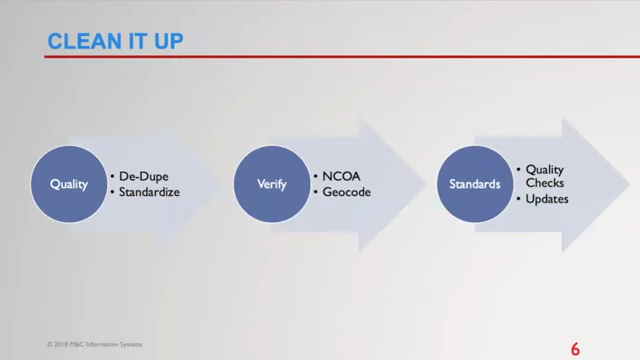 CLEAN IT UP
Quality
• De-Dupe
• Standardize
Verify
• NCOA
• Geocode
Standards
• Quality
Checks
• Updates
© 2018 M&C Information Systems
6